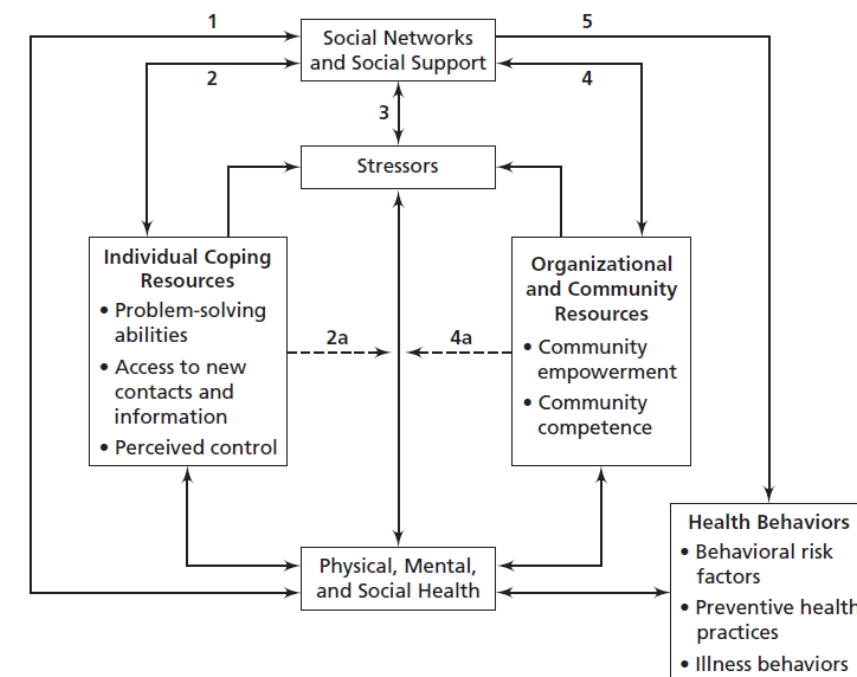 1
5
Social Networks
and Social Support
2
4
3
Stressors
Individual Coping
Resources
• Problem-solving
abilities
• Access to new
contacts and
information
• Perceived control
2a
4a
Organizational
and Community
Resources
• Community
empowerment
• Community
competence
Physical, Mental,
and Social Health
Health Behaviors
• Behavioral risk
factors
• Preventive health
practices
• Illness behaviors